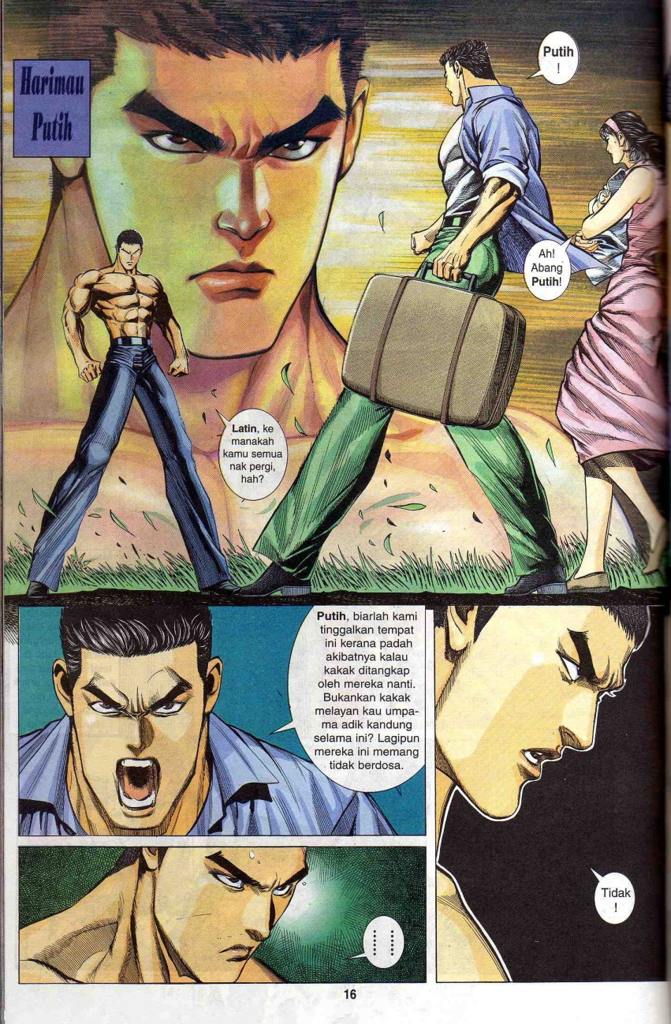 Harimau
Putih
Putih
!
Ah!
Abang
Putih!
Latin, ke
manakah
kamu semua
nak pergi,
hah?
Putih, biarlah kami
tinggalkan tempat
ini kerana padah
akibatnya kalau
kakak ditangkap
oleh mereka nanti.
Bukankan kakak
melayan kau umpa-
ma adik kandung
selama ini? Lagipun
mereka ini memang
tidak berdosa.
......
Tidak
!
16